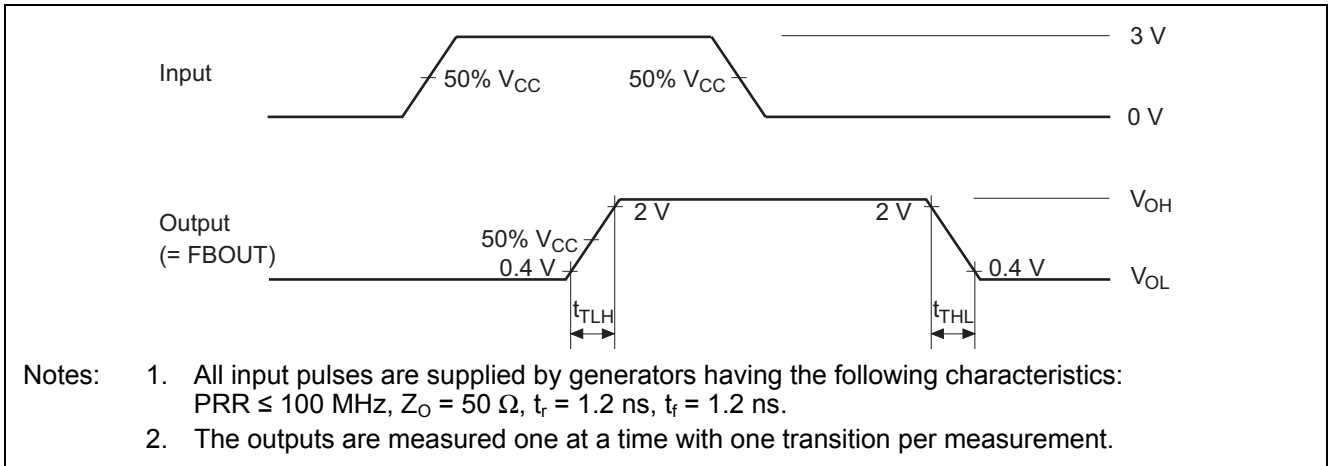 3 V
Input
50% VCC
50% VCC
0 V
Output
(= FBOUT)
2 V
2 V
VOH
50% VCC
0.4 V
0.4 V
VOL
tTLH
tTHL
Notes: 1. All input pulses are supplied by generators having the following characteristics:
PRR ≤ 100 MHz, ZO = 50 Ω, tr = 1.2 ns, tf = 1.2 ns.
2. The outputs are measured one at a time with one transition per measurement.